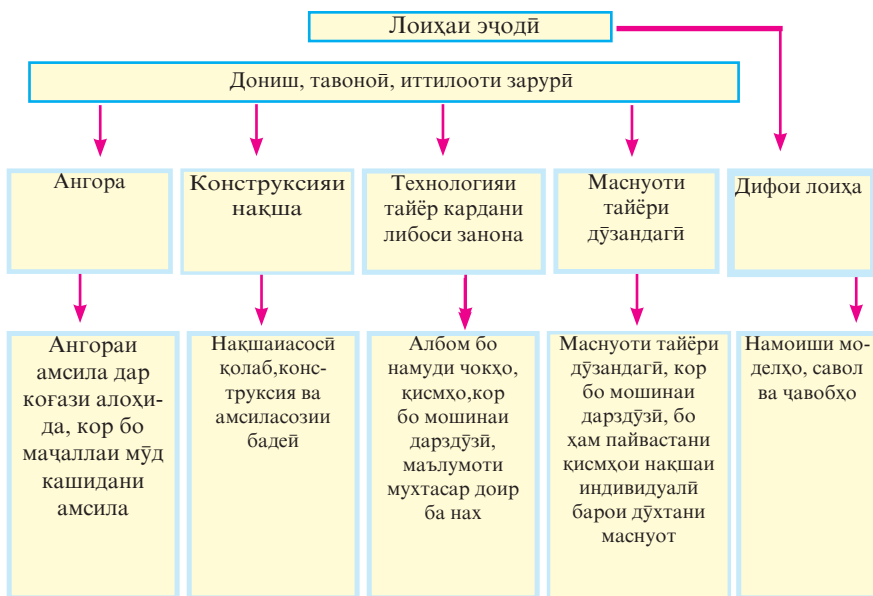 Лоиҳаи эҷодӣ
Дониш, тавоноӣ, иттилооти зарурӣ
Ангора
Конструксияи
нақша
Технологияи
тайёр кардани
либоси занона
Маснуоти
тайёри
дӯзандагӣ
Дифои лоиҳа
Ангораи
амсила дар
коғази алоҳи-
да, кор бо
маҷаллаи мӯд
кашидани
амсила
Нақшаиасосӣ
қолаб,конс-
труксия ва
амсиласозии
бадеӣ
Албом бо
намуди чокҳо,
қисмҳо,кор
бо мошинаи
дарздӯзӣ,
маълумоти
мухтасар доир
ба нах
Маснуоти тайёри
дӯзандагӣ, кор
бо мошинаи
дарздӯзӣ, бо
ҳам пайвастани
қисмҳои нақшаи
индивидуалӣ
барои дӯхтани
маснуот
Намоиши мо-
делҳо, савол
ва ҷавобҳо